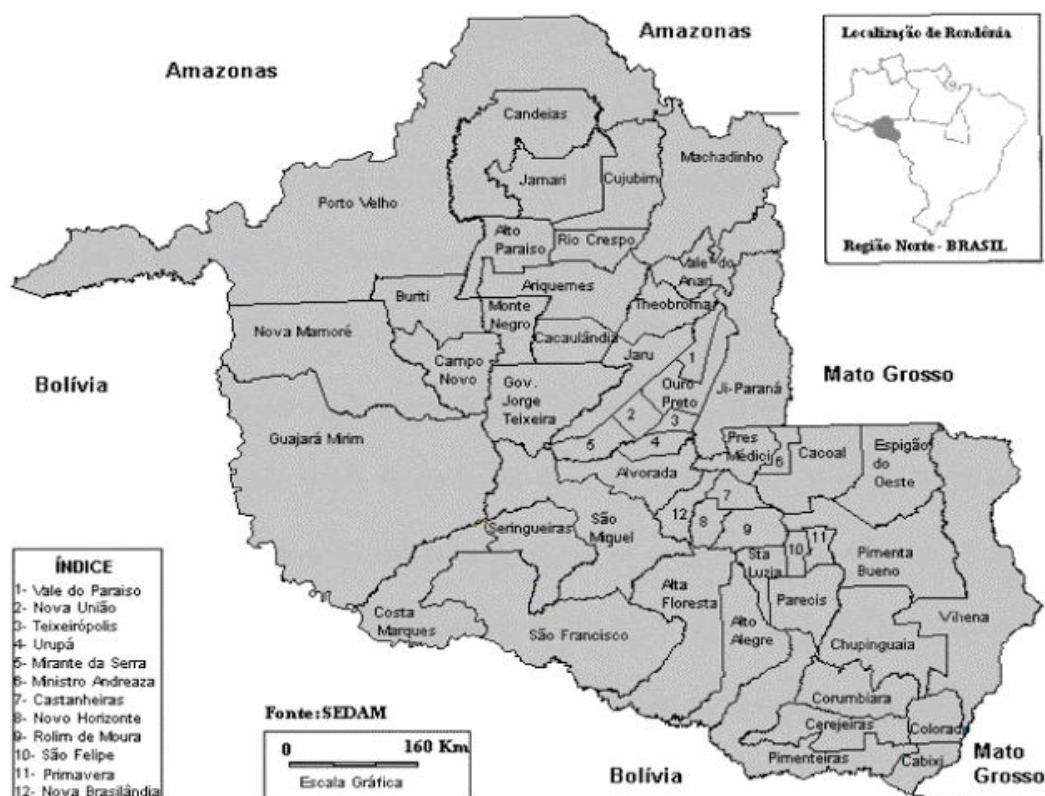 Amazonas
Amazonas
Localização de Rondônia
Região Norte - BRASIL
Candeias
Jamari
Cujubim
Machadinho
Porto Velho
Alto
Paraiso
Rio Crespo
Vale do
Anari
Ariquemes
Buriti
Monte
Negro
Theobroma
Nova Mamoré
Cacaulândia
Jaru
1
Campo
Novo
Bolívia
Gov.
Jorge
Teixeira
Ouro
Preto
Ji-Paraná
Mato Grosso
2
3
Guajará Mirim
5
4
Pres
Médici
6
Cacoal
Espigão
do
Oeste
Alvorada
7
12
8
9
10
11
Seringueiras
São
Miguel
Sta
Luzia
Pimenta
Bueno
Alta
Floresta
Parecis
Costa
Marques
São Francisco
Alto
Alegre
Vilhena
Chupinguaia
Corumbiara
Cerejeiras
Colorado
Pimenteiras
Cabixi
Mato
Grosso
Bolívia
ÍNDICE
1- Vale do Paraiso
2- Nova União
3- Teixeirópolis
4- Urupá
5- Mirante da Serra
6- Ministro Andreaza
7- Castanheiras
8- Novo Horizonte
9- Rolim de Moura
10- São Felipe
11- Primavera
12- Nova Brasilândia
Fonte:SEDAM
0 160 Km
Escala Gráfica